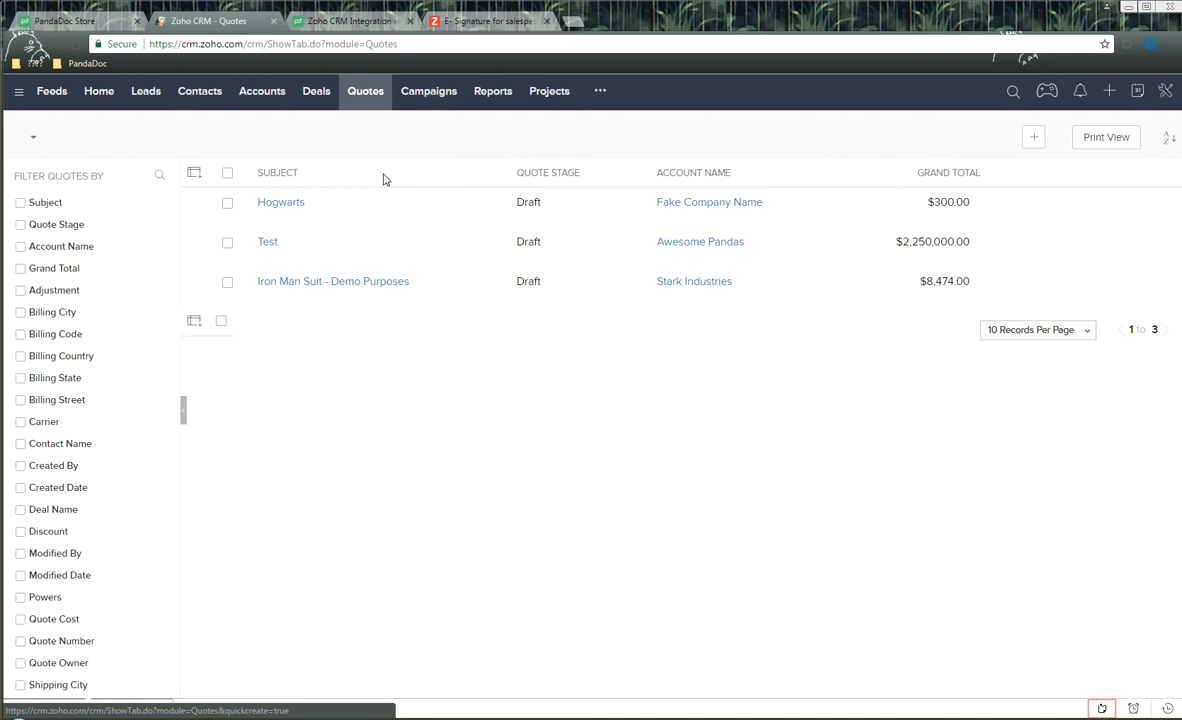 PandaDoc Store
Zoho CRM - Quotes
Zoho CRM Integration w
E- Signature for salespe
Secure
https://crm.zoho.com/crm/ShowTab.do?module=Quotes
PandaDoc
Feeds Home Leads Contacts Accounts Deals Quotes Campaigns Reports Projects
31
Print View
FILTER QUOTES BY
SUBJECT QUOTE STAGE ACCOUNT NAME GRAND TOTAL
Hogwarts Draft Fake Company Name $300.00
Test Draft Awesome Pandas $2,250,000.00
Iron Man Suit - Demo Purposes Draft Stark Industries $8,474.00
10 Records Per Page 1 to 3
Subject
Quote Stage
Account Name
Grand Total
Adjustment
Billing City
Billing Code
Billing Country
Billing State
Billing Street
Carrier
Contact Name
Created By
Created Date
Deal Name
Discount
Modified By
Modified Date
Powers
Quote Cost
Quote Number
Quote Owner
Shipping City
https://crm.zoho.com/crm/ShowTab.do?module=Quotes&quickcreate=true